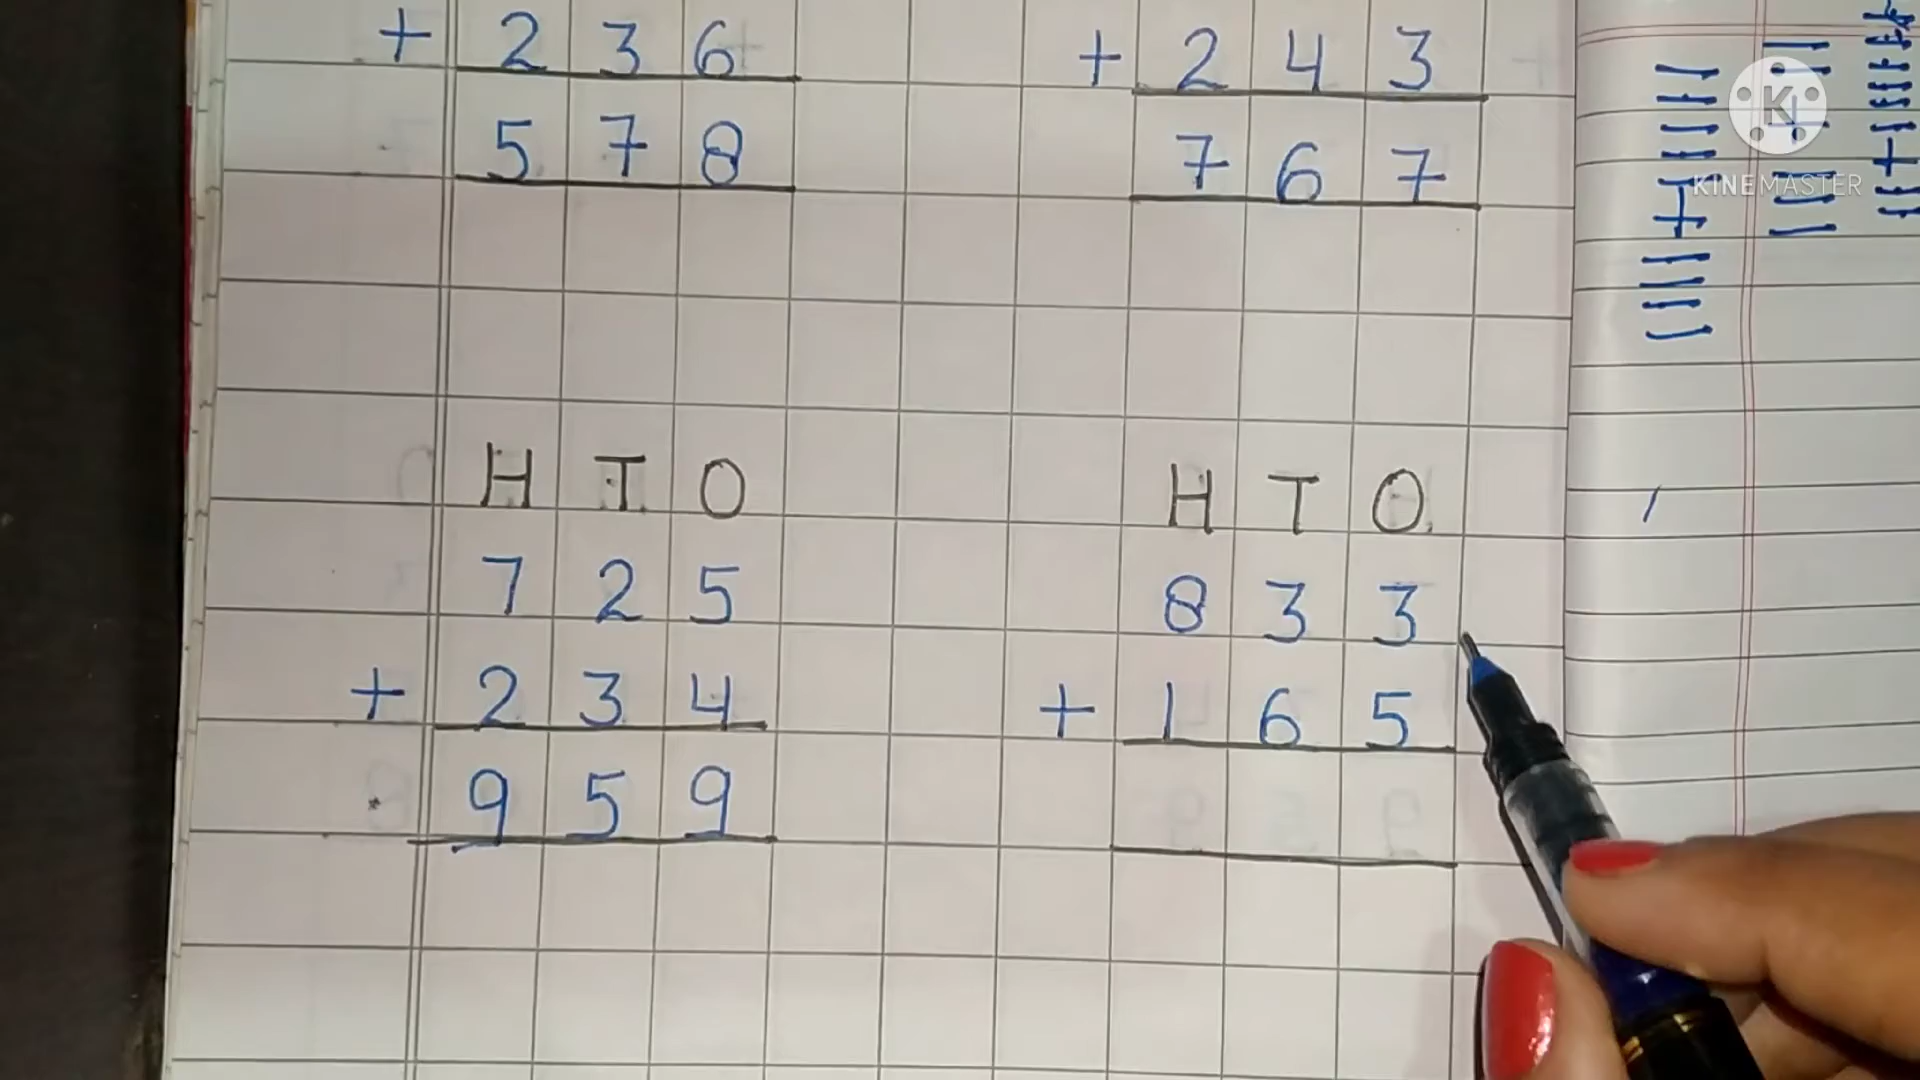 + 2 3 6
5 7 8
+ 2 4 3
7 6 7
H T O
7 2 5
+ 2 3 4
9 5 9
H T O
8 3 3
+ 1 6 5
KINEMASTER